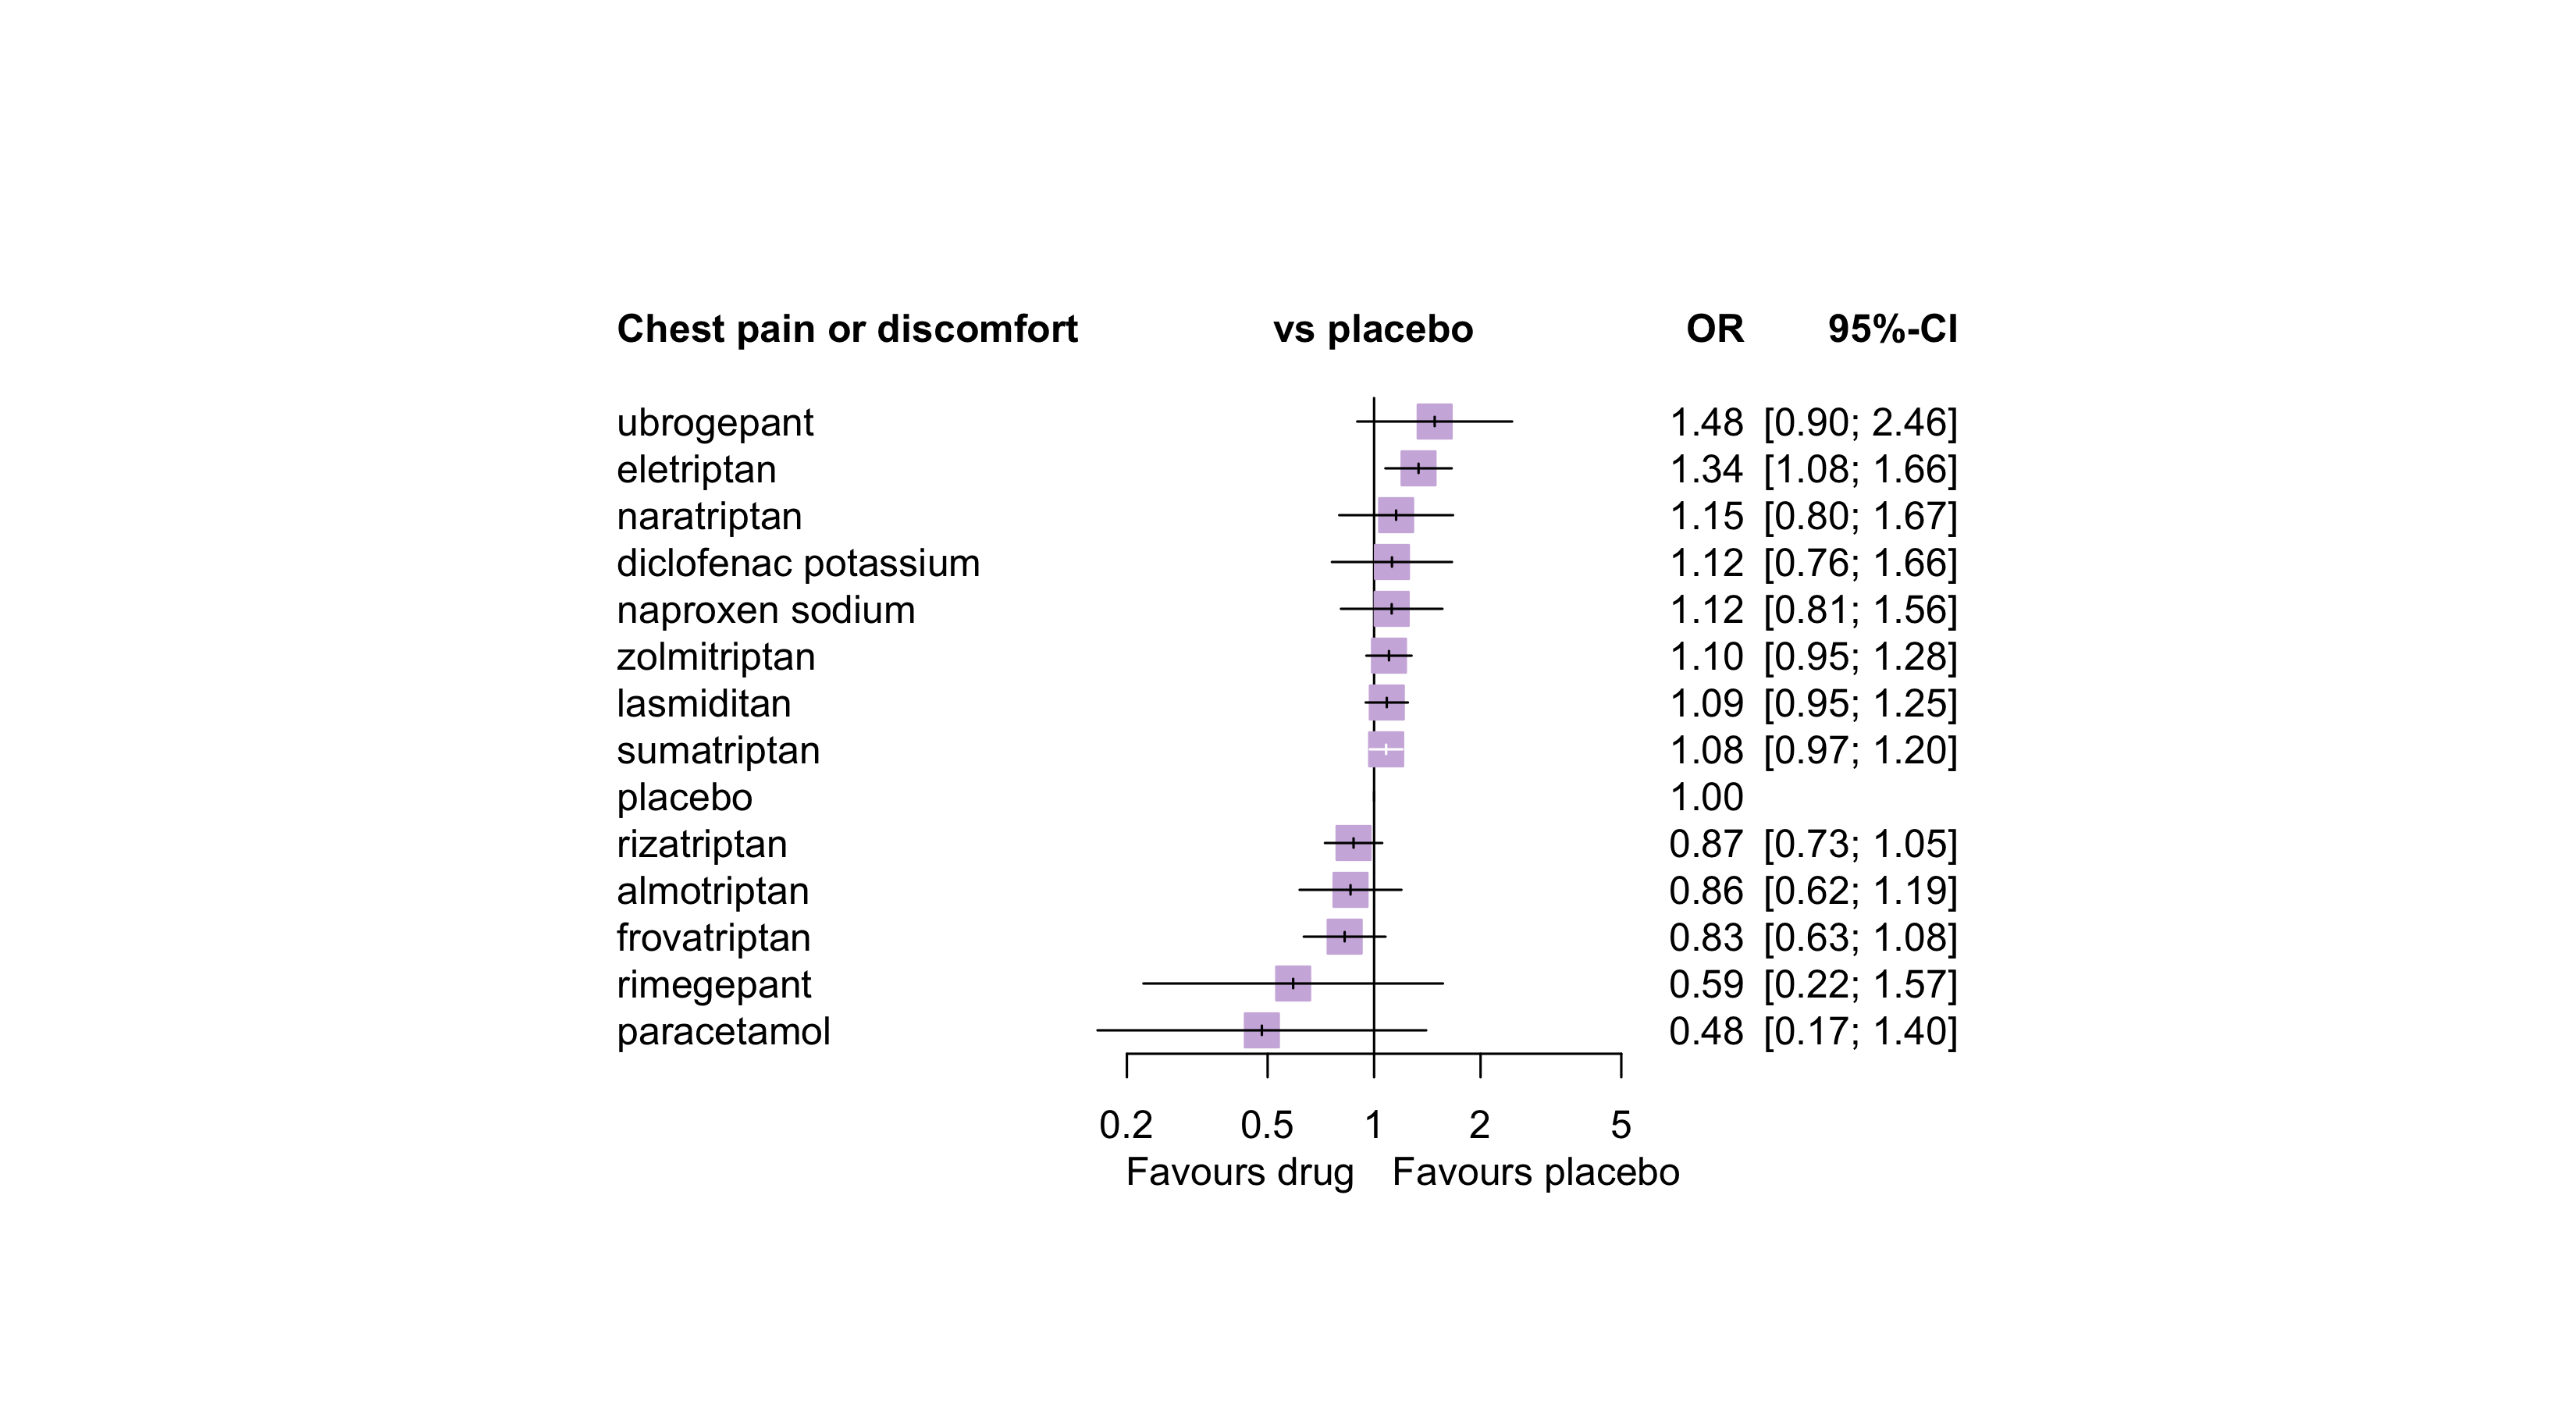 Chest pain or discomfort vs placebo OR 95%-CI
ubrogepant 1.48 [0.90; 2.46]
eletriptan 1.34 [1.08; 1.66]
naratriptan 1.15 [0.80; 1.67]
diclofenac potassium 1.12 [0.76; 1.66]
naproxen sodium 1.12 [0.81; 1.56]
zolmitriptan 1.10 [0.95; 1.28]
lasmiditan 1.09 [0.95; 1.25]
sumatriptan 1.08 [0.97; 1.20]
placebo 1.00
rizatriptan 0.87 [0.73; 1.05]
almotriptan 0.86 [0.62; 1.19]
frovatriptan 0.83 [0.63; 1.08]
rimegepant 0.59 [0.22; 1.57]
paracetamol 0.48 [0.17; 1.40]
0.2 0.5 1 2 5
Favours drug Favours placebo